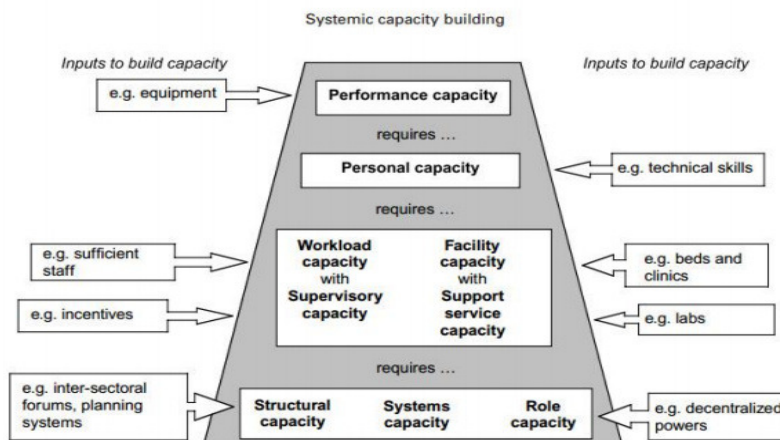 Systemic capacity building
Inputs to build capacity
Inputs to build capacity
e.g. equipment
Performance capacity
requires ...
Personal capacity
e.g. technical skills
requires ...
e.g. sufficient
staff
Workload
capacity
with
Supervisory
capacity
Facility
capacity
with
Support
service
capacity
e.g. beds and
clinics
e.g. incentives
e.g. labs
requires ...
e.g. inter-sectoral
forums, planning
systems
Structural
capacity
Systems
capacity
Role
capacity
e.g. decentralized
powers